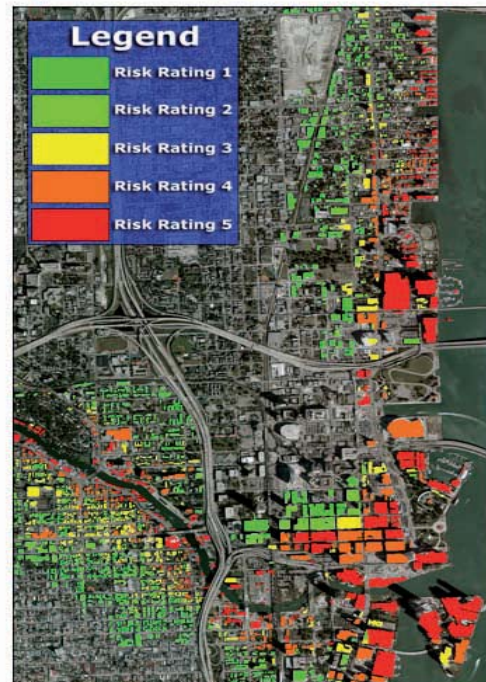 Legend
Risk Rating 1
Risk Rating 2
Risk Rating 3
Risk Rating 4
Risk Rating 5